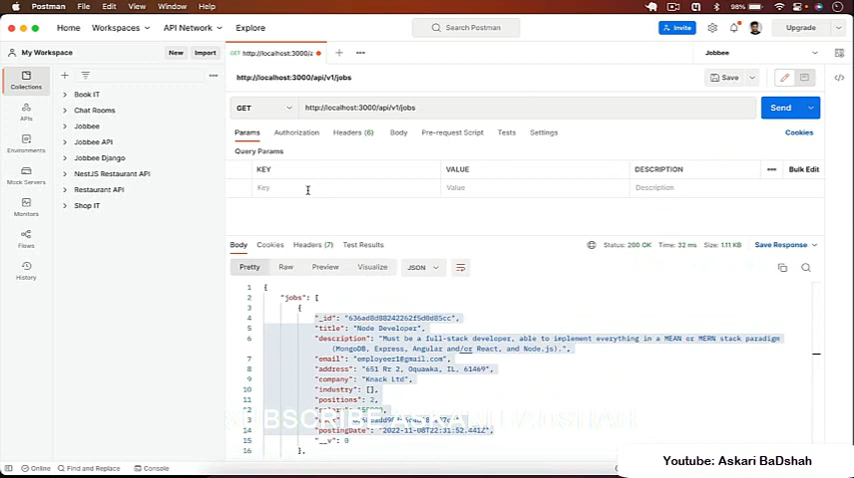 Postman File Edit View Window Help 98%
Home Workspaces API Network Explore Search Postman Invite Upgrade
My Workspace New Import GET http://localhost:3000/a Jobbee
http://localhost:3000/api/v1/jobs Save
Collections
APIs
Environments
Mock Servers
Monitors
Flows
History
Book IT
Chat Rooms
Jobbee
Jobbee API
Jobbee Django
NestJS Restaurant API
Restaurant API
Shop IT
GET http://localhost:3000/api/v1/jobs Send
Params Authorization Headers (6) Body Pre-request Script Tests Settings Cookies
Query Params
KEY VALUE DESCRIPTION Bulk Edit
Key Value Description
Body Cookies Headers (7) Test Results Status: 200 OK Time: 32 ms Size: 1.11 KB Save Response
Pretty Raw Preview Visualize JSON
1 {
2 "jobs": [
3 {
4 "_id": "636ad8d88242262f5d0d85cc",
5 "title": "Node Developer",
6 "description": "Must be a full-stack developer, able to implement everything in a MEAN or MERN stack paradigm
(MongoDB, Express, Angular and/or React, and Node.js).",
7 "email": "employeer1@gmail.com",
8 "address": "651 Rr 2, Oquawka, IL, 61469",
9 "company": "Knack Ltd",
10 "industry": [],
11 "positions": 2,
12
13
14 "postingDate": "2022-11-08T22:31:52.441Z",
15 "__v": 0
16 },
SUBSCRIBE ASKARI BADSHAH
Youtube: Askari BaDshah
Online Find and Replace Console